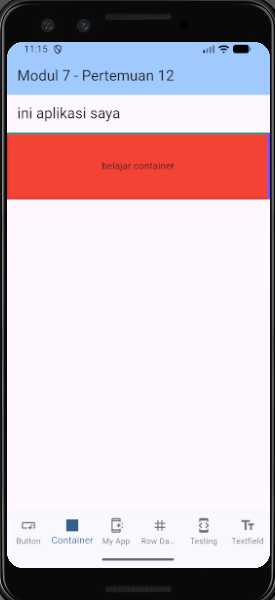 11:15
Modul 7 - Pertemuan 12
ini aplikasi saya
belajar container
Button Container My App Row Da... Testing Textfield